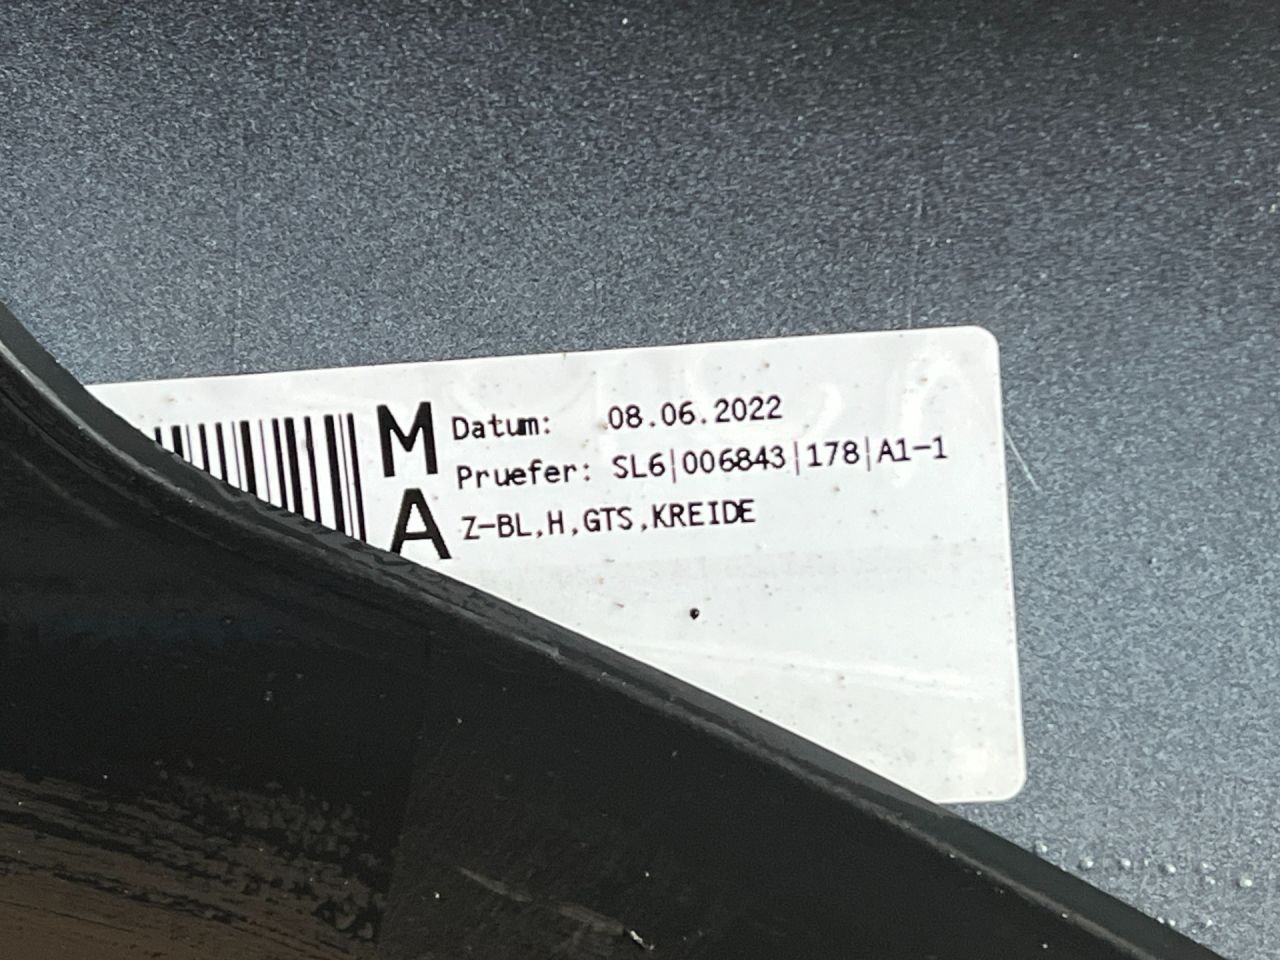 M Datum: 08.06.2022
Pruefer: SL6|006843|178|A1-1
A Z-BL,H,GTS,KREIDE